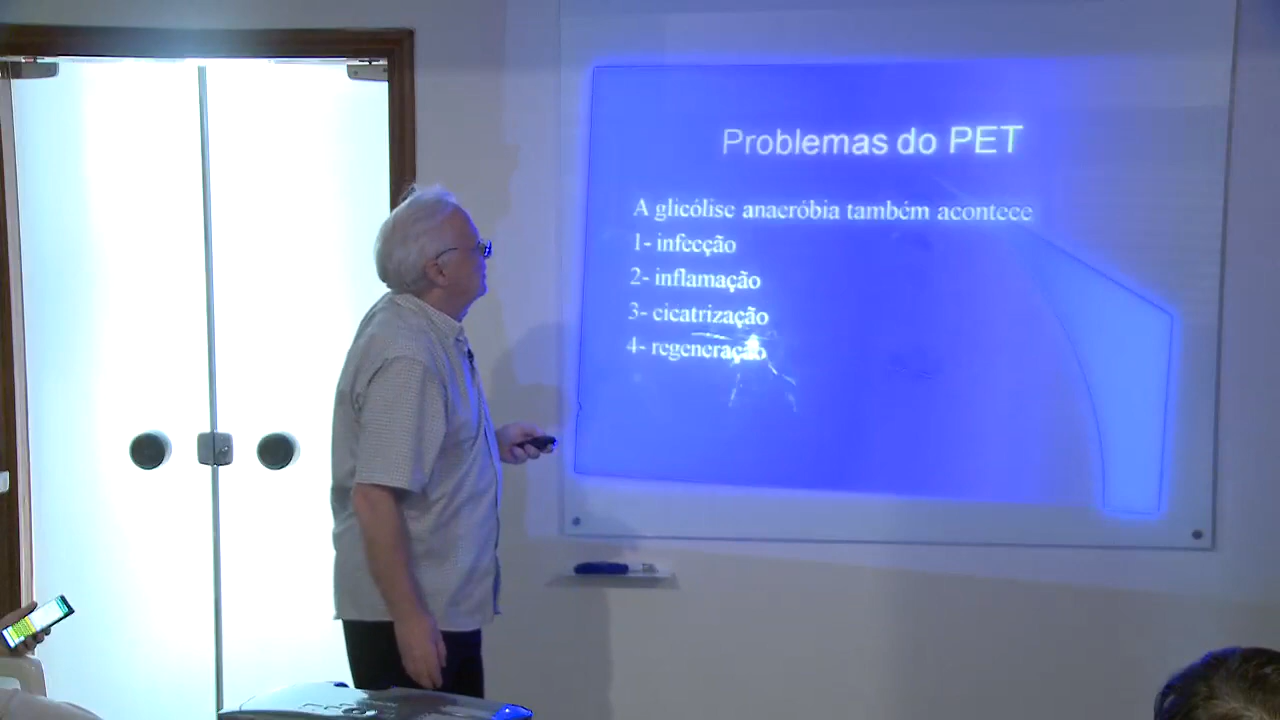 Problemas do PET
A glicólise anaeróbia também acontece
1- infecção
2- inflamação
3- cicatrização
4- regeneração